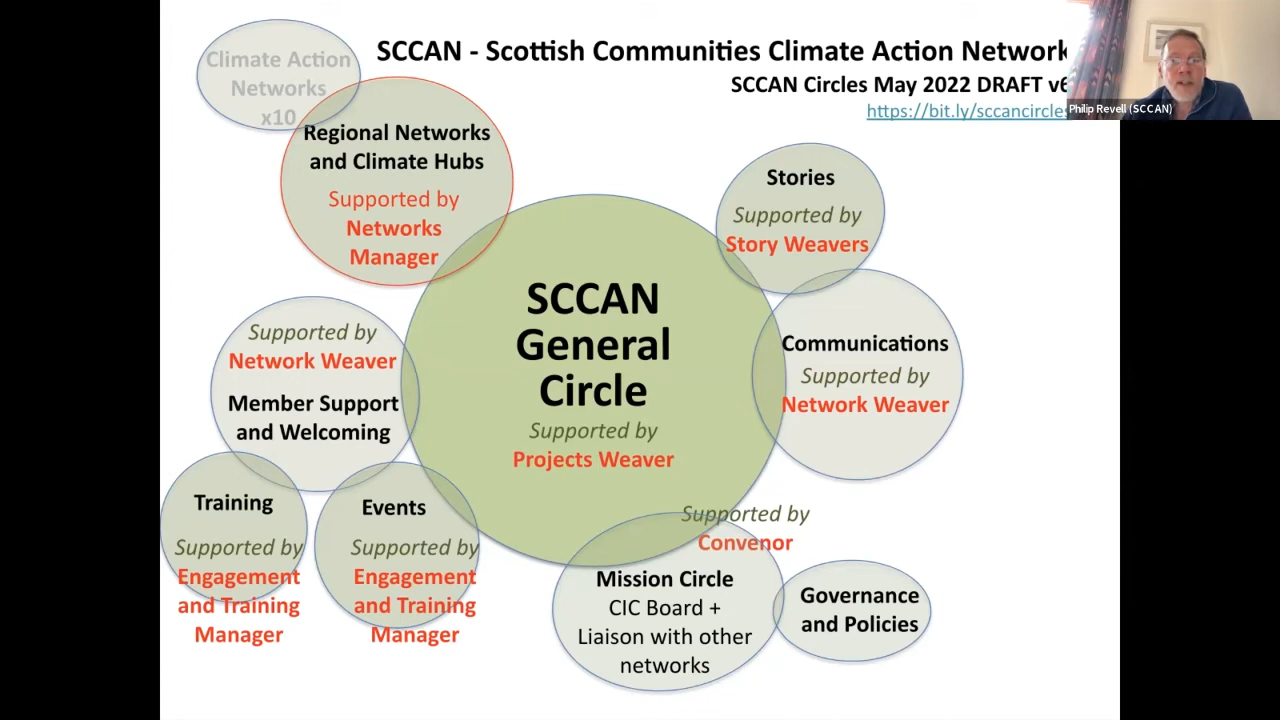 SCCAN - Scottish Communities Climate Action Network
SCCAN Circles May 2022 DRAFT v6
https://bit.ly/sccancircles
Philip Revell (SCCAN)
Climate Action
Networks
x10
Regional Networks
and Climate Hubs
Supported by
Networks
Manager
Stories
Supported by
Story Weavers
SCCAN
General
Circle
Supported by
Projects Weaver
Supported by
Network Weaver
Member Support
and Welcoming
Communications
Supported by
Network Weaver
Training
Supported by
Engagement
and Training
Manager
Events
Supported by
Engagement
and Training
Manager
Supported by
Convenor
Mission Circle
CIC Board +
Liaison with other
networks
Governance
and Policies